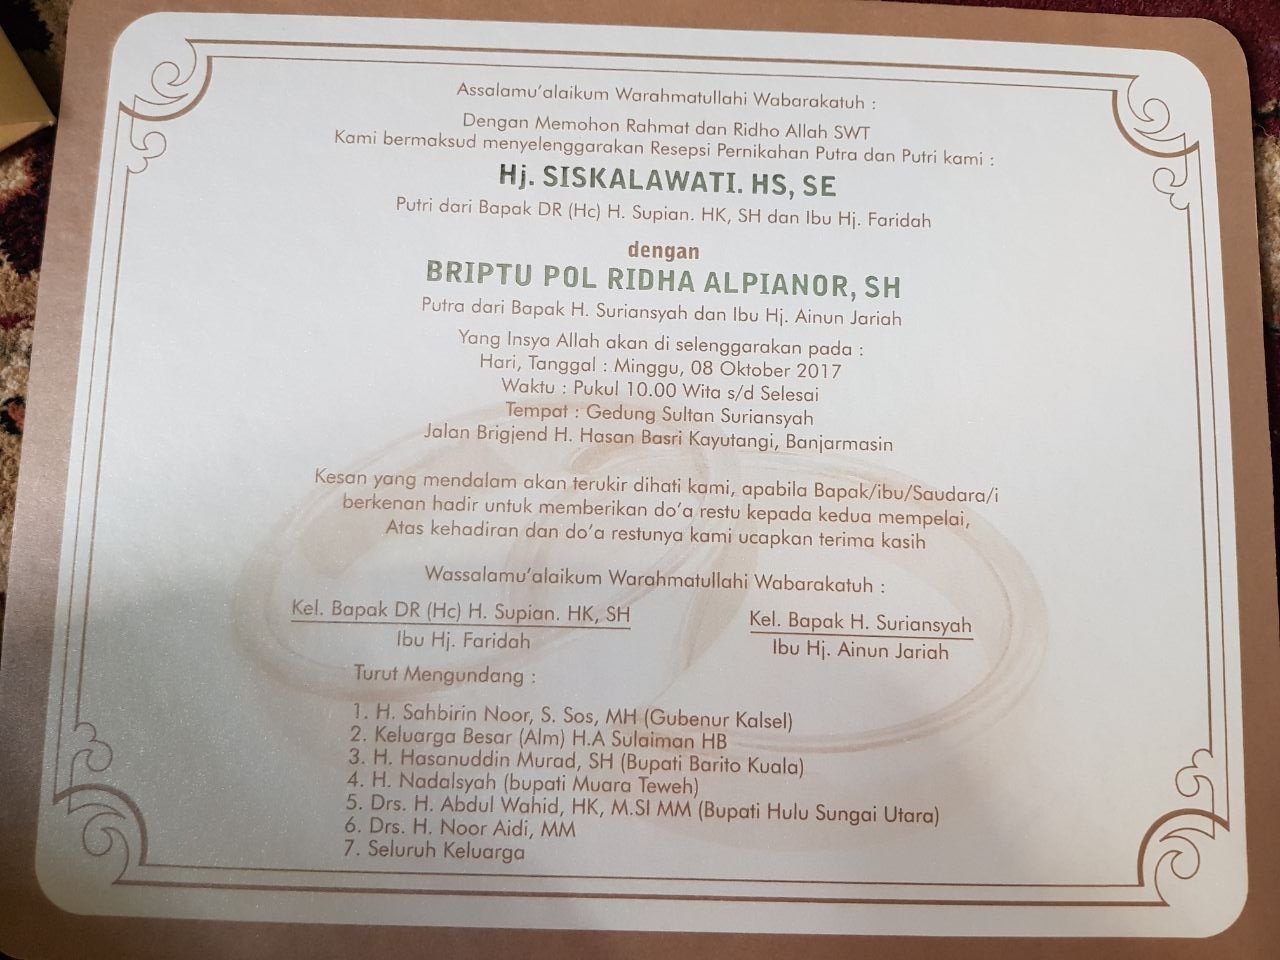 Assalamu'alaikum Warahmatullahi Wabarakatuh :
Dengan Memohon Rahmat dan Ridho Allah SWT
Kami bermaksud menyelenggarakan Resepsi Pernikahan Putra dan Putri kami :
Hj. SISKALAWATI. HS, SE
Putri dari Bapak DR (Hc) H. Supian. HK, SH dan Ibu Hj. Faridah
dengan
BRIPTU POL RIDHA ALPIANOR, SH
Putra dari Bapak H. Suriansyah dan Ibu Hj. Ainun Jariah
Yang Insya Allah akan di selenggarakan pada :
Hari, Tanggal : Minggu, 08 Oktober 2017
Waktu : Pukul 10.00 Wita s/d Selesai
Tempat : Gedung Sultan Suriansyah
Jalan Brigjend H. Hasan Basri Kayutangi, Banjarmasin
Kesan yang mendalam akan terukir dihati kami, apabila Bapak/ibu/Saudara/i
berkenan hadir untuk memberikan do'a restu kepada kedua mempelai,
Atas kehadiran dan do'a restunya kami ucapkan terima kasih
Wassalamu'alaikum Warahmatullahi Wabarakatuh :
Kel. Bapak DR (Hc) H. Supian. HK, SH
Ibu Hj. Faridah
Kel. Bapak H. Suriansyah
Ibu Hj. Ainun Jariah
Turut Mengundang :
1. H. Sahbirin Noor, S. Sos, MH (Gubenur Kalsel)
2. Keluarga Besar (Alm) H.A Sulaiman HB
3. H. Hasanuddin Murad, SH (Bupati Barito Kuala)
4. H. Nadalsyah (bupati Muara Teweh)
5. Drs. H. Abdul Wahid, HK, M.SI MM (Bupati Hulu Sungai Utara)
6. Drs. H. Noor Aidi, MM
7. Seluruh Keluarga